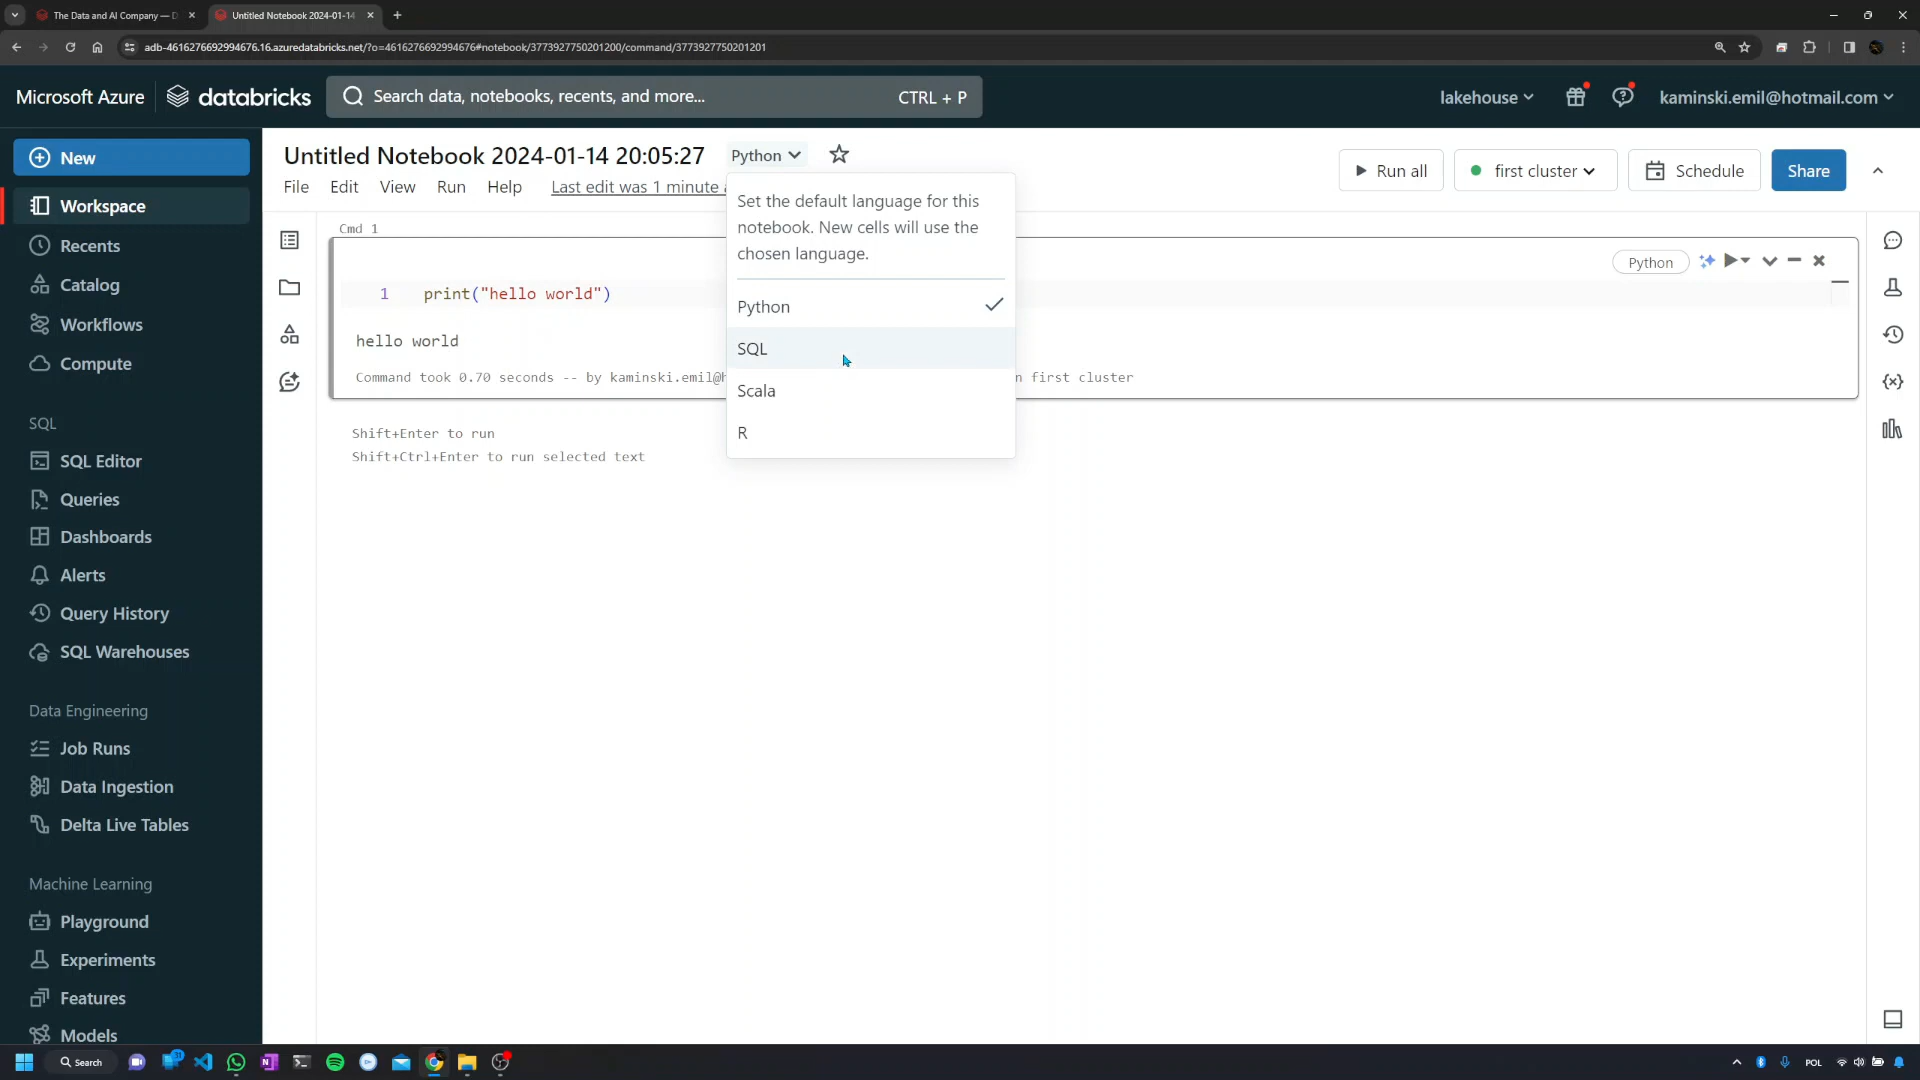 The Data and AI Company — D
Untitled Notebook 2024-01-14
adb-4616276692994676.16.azuredatabricks.net/?o=4616276692994676#notebook/3773927750201200/command/3773927750201201
Microsoft Azure
databricks
Search data, notebooks, recents, and more...
CTRL + P
lakehouse
kaminski.emil@hotmail.com
New
Workspace
Recents
Catalog
Workflows
Compute
SQL
SQL Editor
Queries
Dashboards
Alerts
Query History
SQL Warehouses
Data Engineering
Job Runs
Data Ingestion
Delta Live Tables
Machine Learning
Playground
Experiments
Features
Models
Untitled Notebook 2024-01-14 20:05:27
Python
File
Edit
View
Run
Help
Last edit was 1 minute a
Run all
first cluster
Schedule
Share
Set the default language for this
notebook. New cells will use the
chosen language.
Python
SQL
Scala
R
Cmd 1
Python
1 print("hello world")
hello world
Command took 0.70 seconds -- by kaminski.emil@h
n first cluster
Shift+Enter to run
Shift+Ctrl+Enter to run selected text
Search
POL